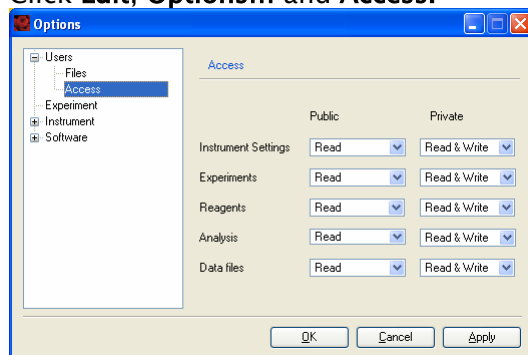 Click Edit, Options... and Access.
Options
Users
Files
Access
Experiment
Instrument
Software
Access
Public Private
Instrument Settings Read Read & Write
Experiments Read Read & Write
Reagents Read Read & Write
Analysis Read Read & Write
Data files Read Read & Write
OK Cancel Apply